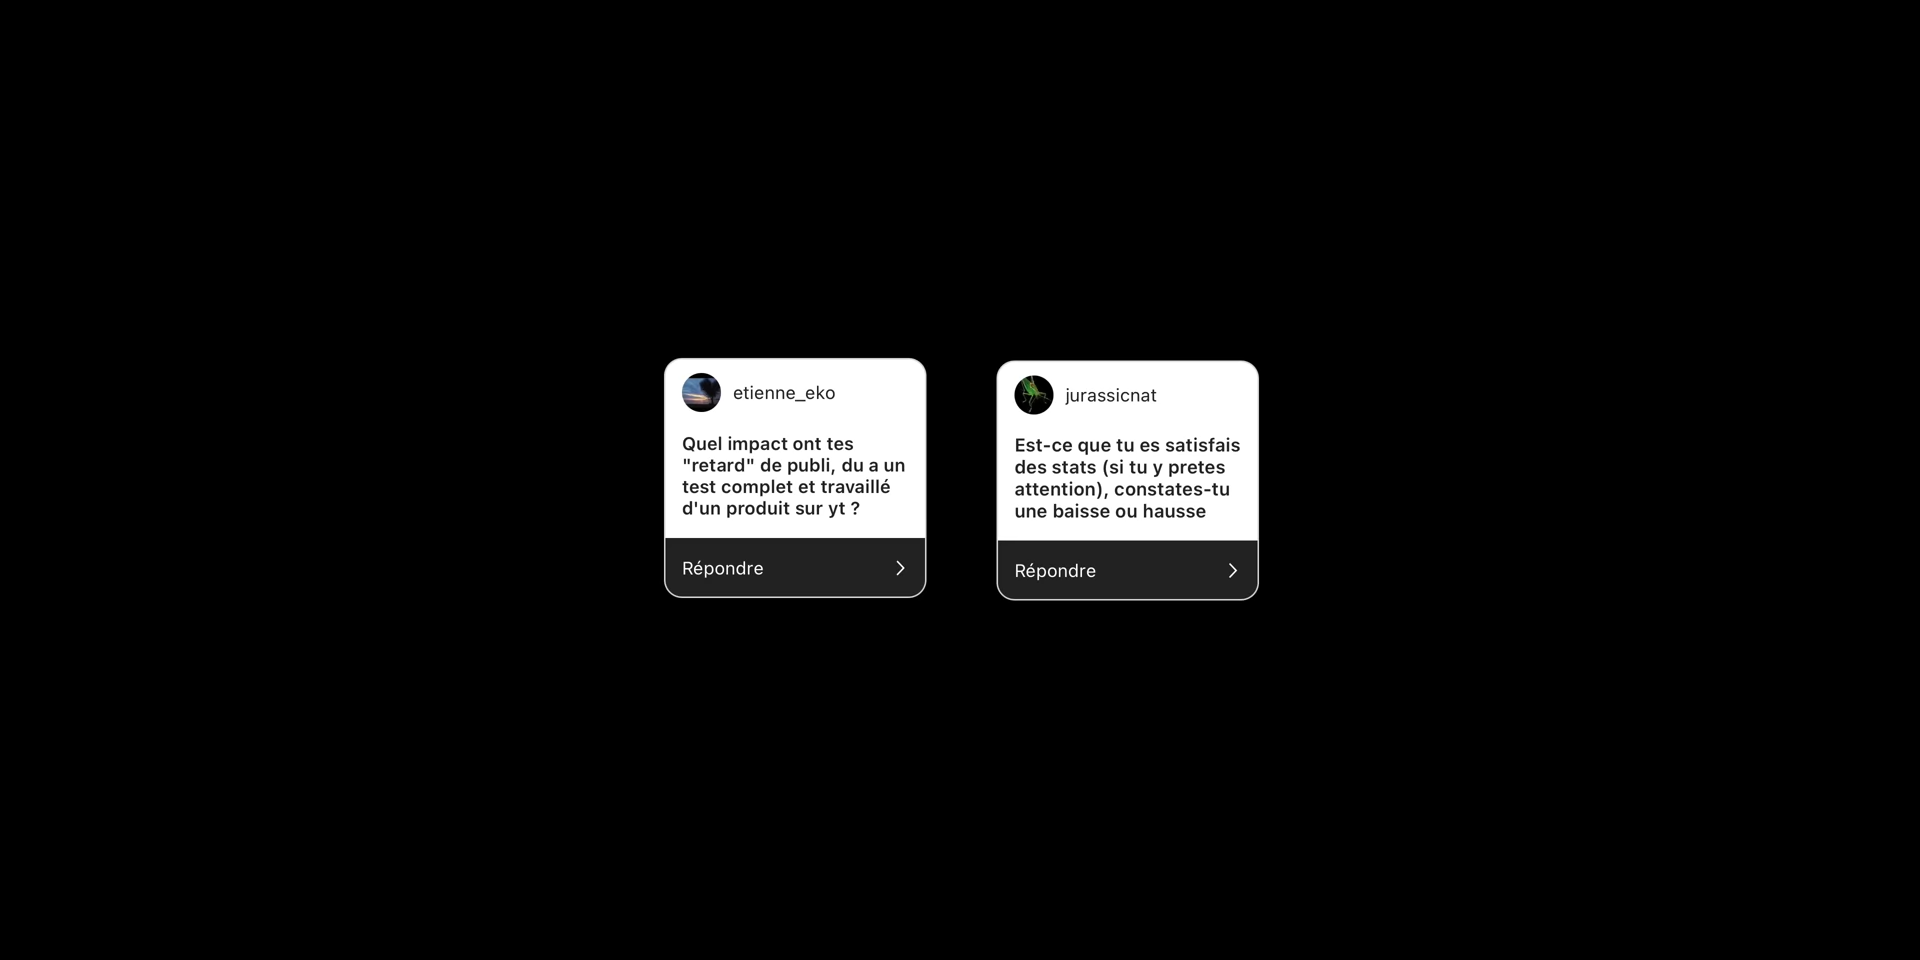 etienne_eko
Quel impact ont tes
"retard" de publi, du a un
test complet et travaillé
d'un produit sur yt ?
Répondre
jurassicnat
Est-ce que tu es satisfais
des stats (si tu y pretes
attention), constates-tu
une baisse ou hausse
Répondre